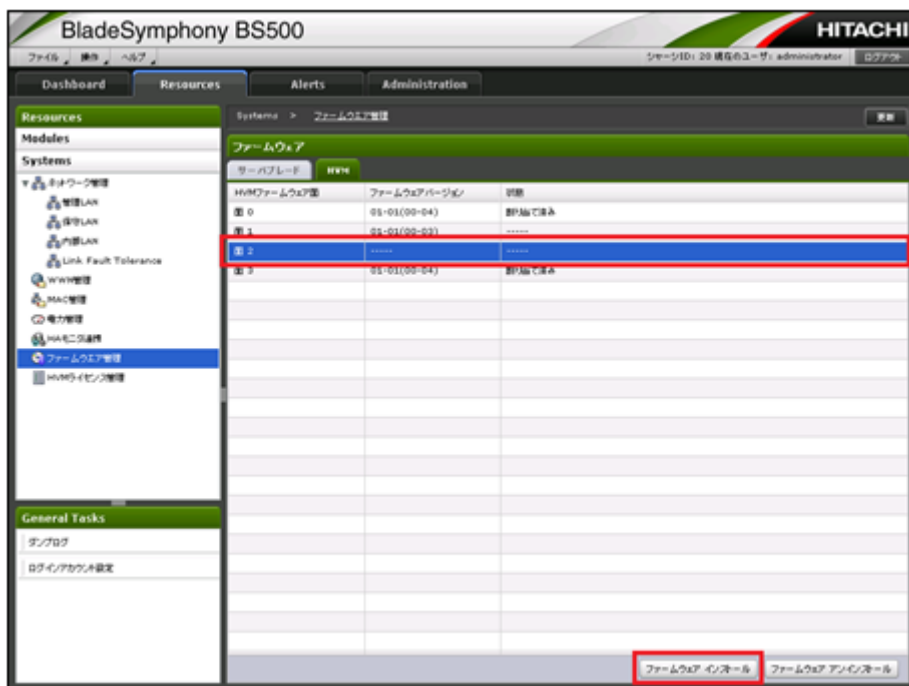 BladeSymphony BS500
HITACHI
ファイル 操作 ヘルプ
シャーシID: 20 現在のユーザ: administrator ログアウト
Dashboard Resources Alerts Administration
Resources
Systems > ファームウェア管理 更新
Modules
ファームウェア
Systems
サーバブレード HVM
ネットワーク管理
HVMファームウェア面 ファームウェアバージョン 状態
管理LAN
面 0 01-01(00-04) 割り当て済み
保守LAN
面 1 01-01(00-03) -----
内部LAN
面 2 ----- -----
Link Fault Tolerance
面 3 01-01(00-04) 割り当て済み
WWN管理
MAC管理
電力管理
HAモニタ連携
ファームウェア管理
HVMライセンス管理
General Tasks
ダンプログ
ログインアカウント設定
ファームウェア インストール ファームウェア アンインストール